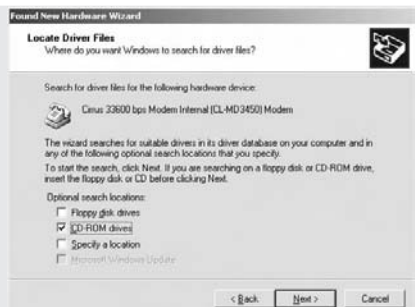 Found New Hardware Wizard
Locate Driver Files
Where do you want Windows to search for driver files?
Search for driver files for the following hardware device:
Cirrus 33600 bps Modem Internal (CL-MD3450) Modem
The wizard searches for suitable drivers in its driver database on your computer and in
any of the following optional search locations that you specify.
To start the search, click Next. If you are searching on a floppy disk or CD-ROM drive,
insert the floppy disk or CD before clicking Next.
Optional search locations:
Floppy disk drives
CD-ROM drives
Specify a location
Microsoft Windows Update
< Back Next > Cancel